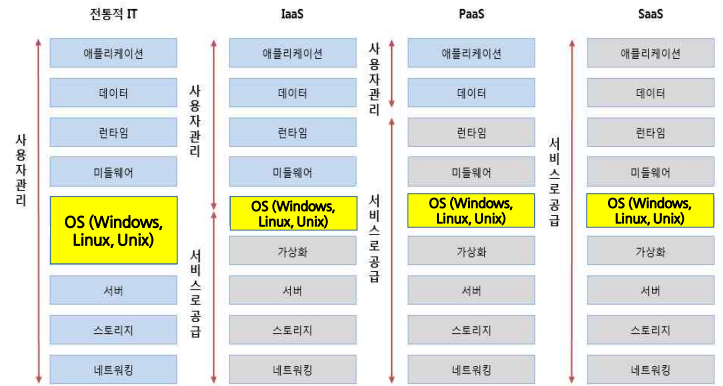 전통적 IT
IaaS
PaaS
SaaS
사용자관리
애플리케이션
데이터
런타임
미들웨어
OS (Windows,
Linux, Unix)
서버
스토리지
네트워킹
사용자관리
서비스로공급
애플리케이션
데이터
런타임
미들웨어
OS (Windows,
Linux, Unix)
가상화
서버
스토리지
네트워킹
사용자관리
서비스로공급
애플리케이션
데이터
런타임
미들웨어
OS (Windows,
Linux, Unix)
가상화
서버
스토리지
네트워킹
서비스로공급
애플리케이션
데이터
런타임
미들웨어
OS (Windows,
Linux, Unix)
가상화
서버
스토리지
네트워킹